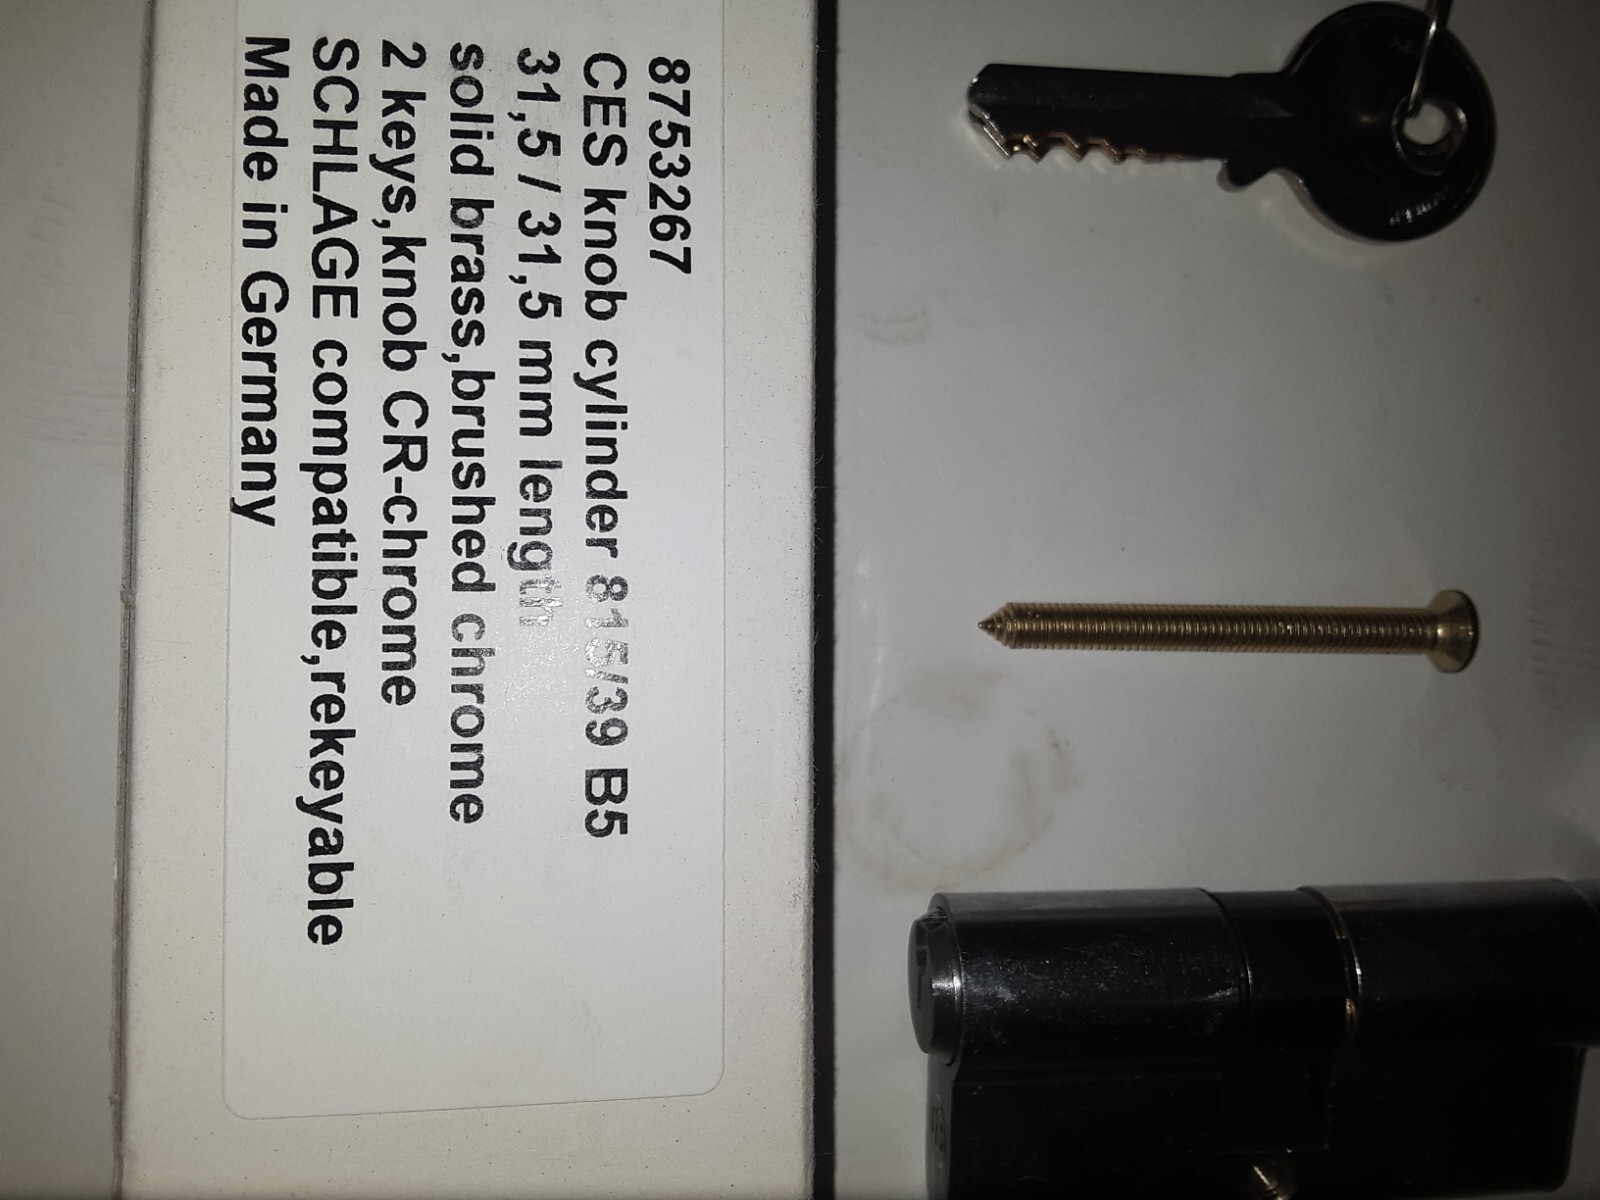 8753267
CES knob cylinder 815/39 B5
31,5 / 31,5 mm length
solid brass,brushed chrome
2 keys,knob CR-chrome
SCHLAGE compatible,rekeyable
Made in Germany